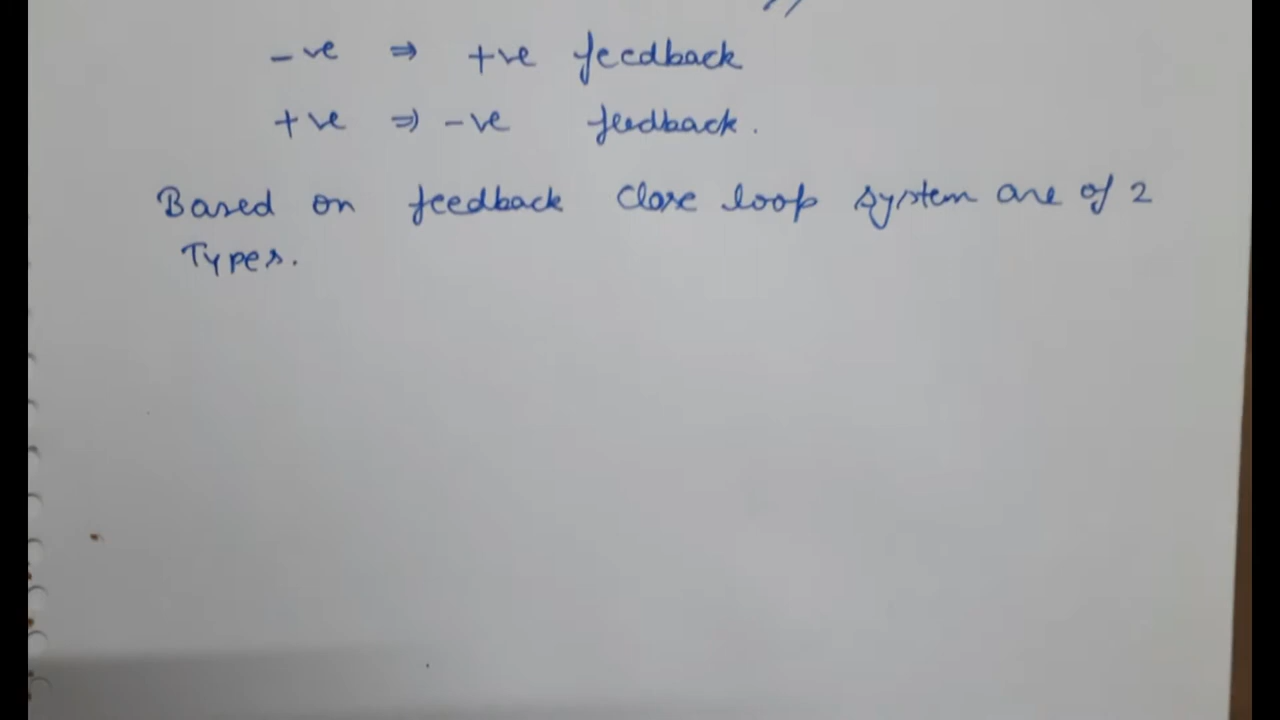 -ve ⇒ +ve feedback
+ve ⇒ -ve feedback.
Based on feedback Close loop system are of 2
Types.